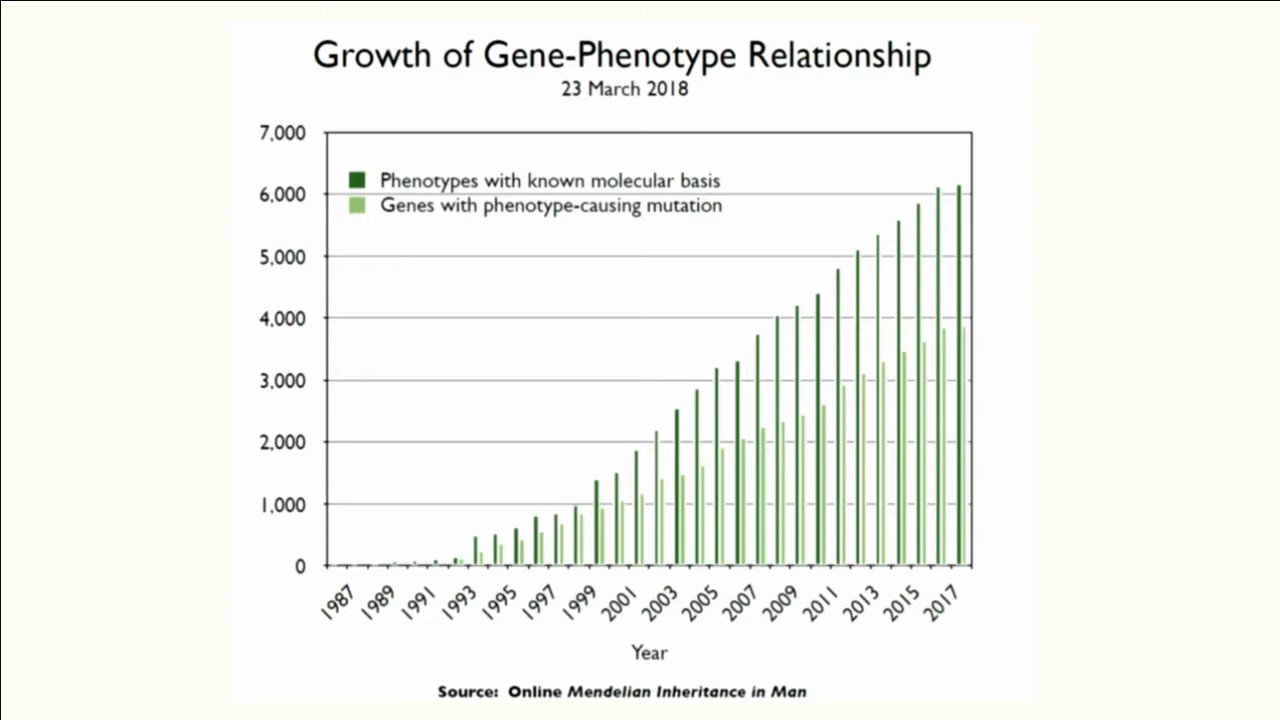 Growth of Gene-Phenotype Relationship
23 March 2018
7,000
Phenotypes with known molecular basis
6,000
Genes with phenotype-causing mutation
5,000
4,000
3,000
2,000
1,000
0
1987 1989 1991 1993 1995 1997 1999 2001 2003 2005 2007 2009 2011 2013 2015 2017
Year
Source: Online Mendelian Inheritance in Man